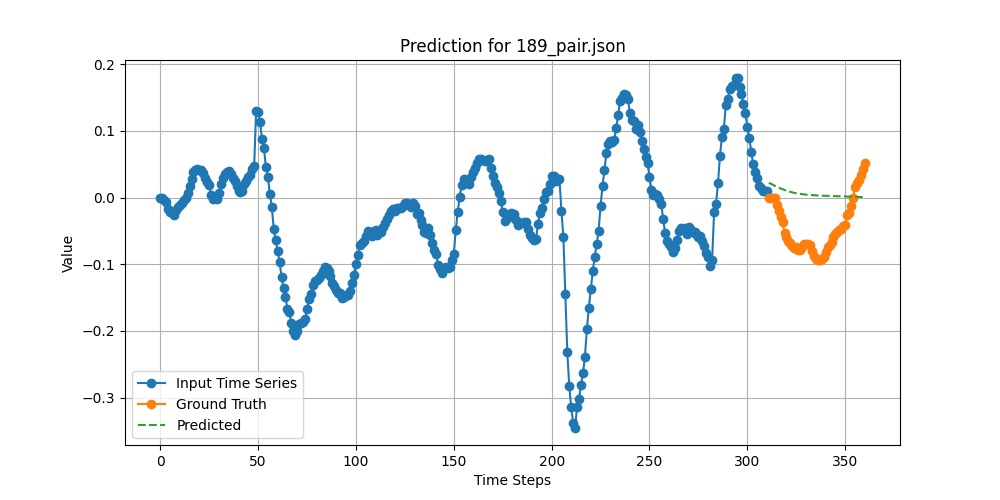 Prediction for 189_pair.json
0.2
0.1
0.0
−0.1
−0.2
−0.3
Value
Input Time Series
Ground Truth
Predicted
0 50 100 150 200 250 300 350
Time Steps